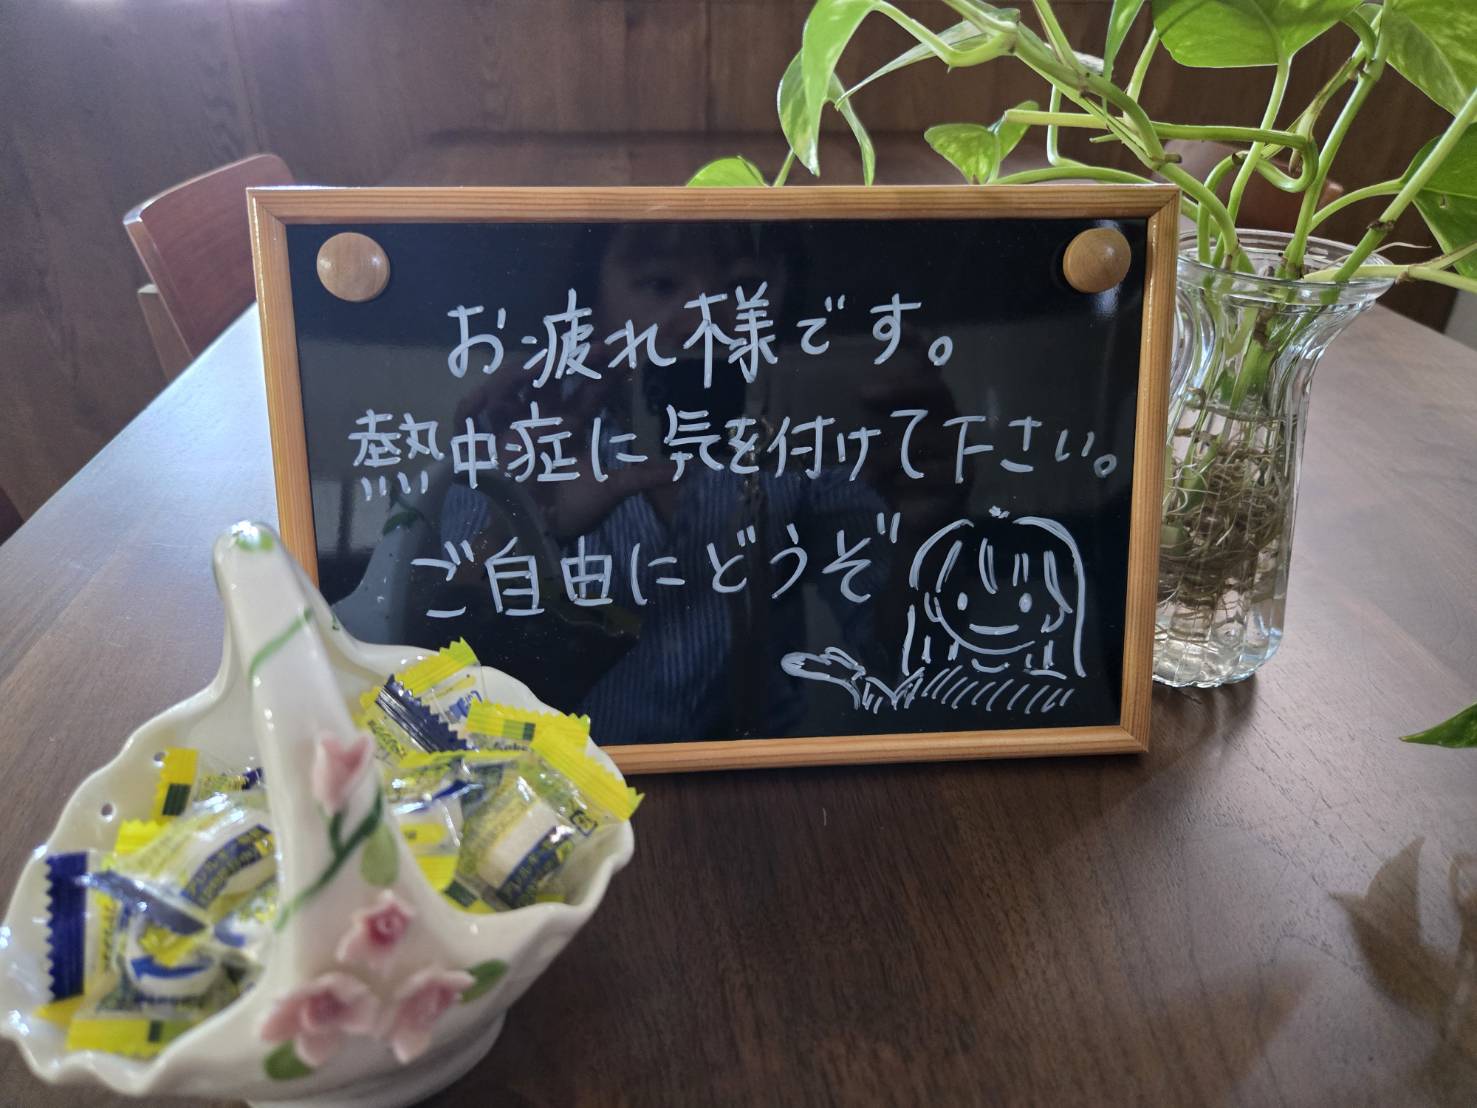 お疲れ様です。
熱中症に気を付けて下さい。
ご自由にどうぞ